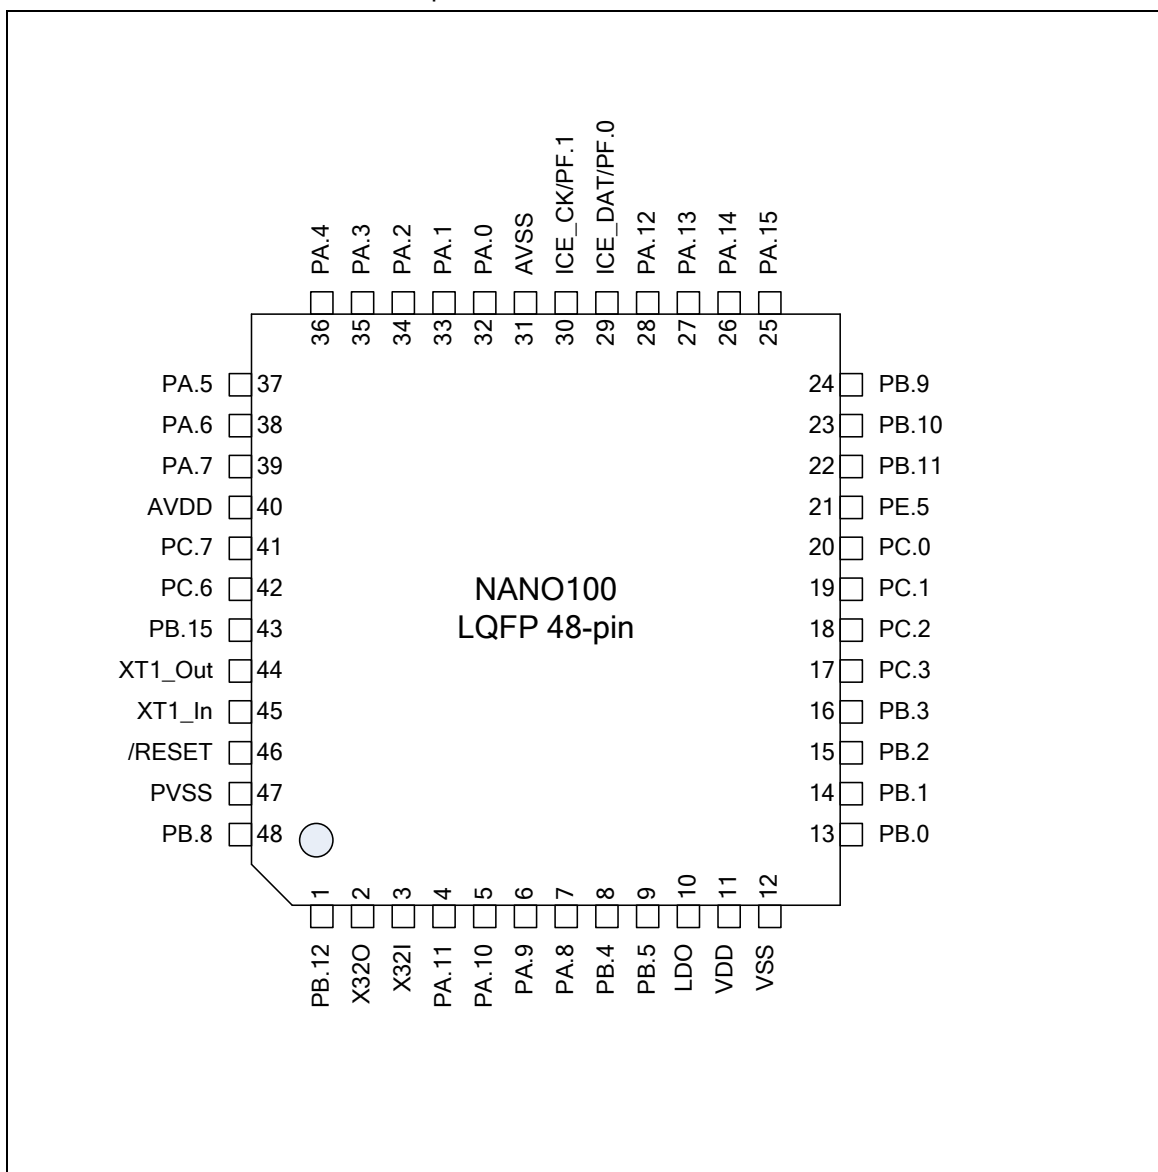 PA.4
PA.3
PA.2
PA.1
PA.0
AVSS
ICE_CK/PF.1
ICE_DAT/PF.0
PA.12
PA.13
PA.14
PA.15
36
35
34
33
32
31
30
29
28
27
26
25
PA.5 37
PA.6 38
PA.7 39
AVDD 40
PC.7 41
PC.6 42
PB.15 43
XT1_Out 44
XT1_In 45
/RESET 46
PVSS 47
PB.8 48
NANO100
LQFP 48-pin
24 PB.9
23 PB.10
22 PB.11
21 PE.5
20 PC.0
19 PC.1
18 PC.2
17 PC.3
16 PB.3
15 PB.2
14 PB.1
13 PB.0
1
2
3
4
5
6
7
8
9
10
11
12
PB.12
X32O
X32I
PA.11
PA.10
PA.9
PA.8
PB.4
PB.5
LDO
VDD
VSS